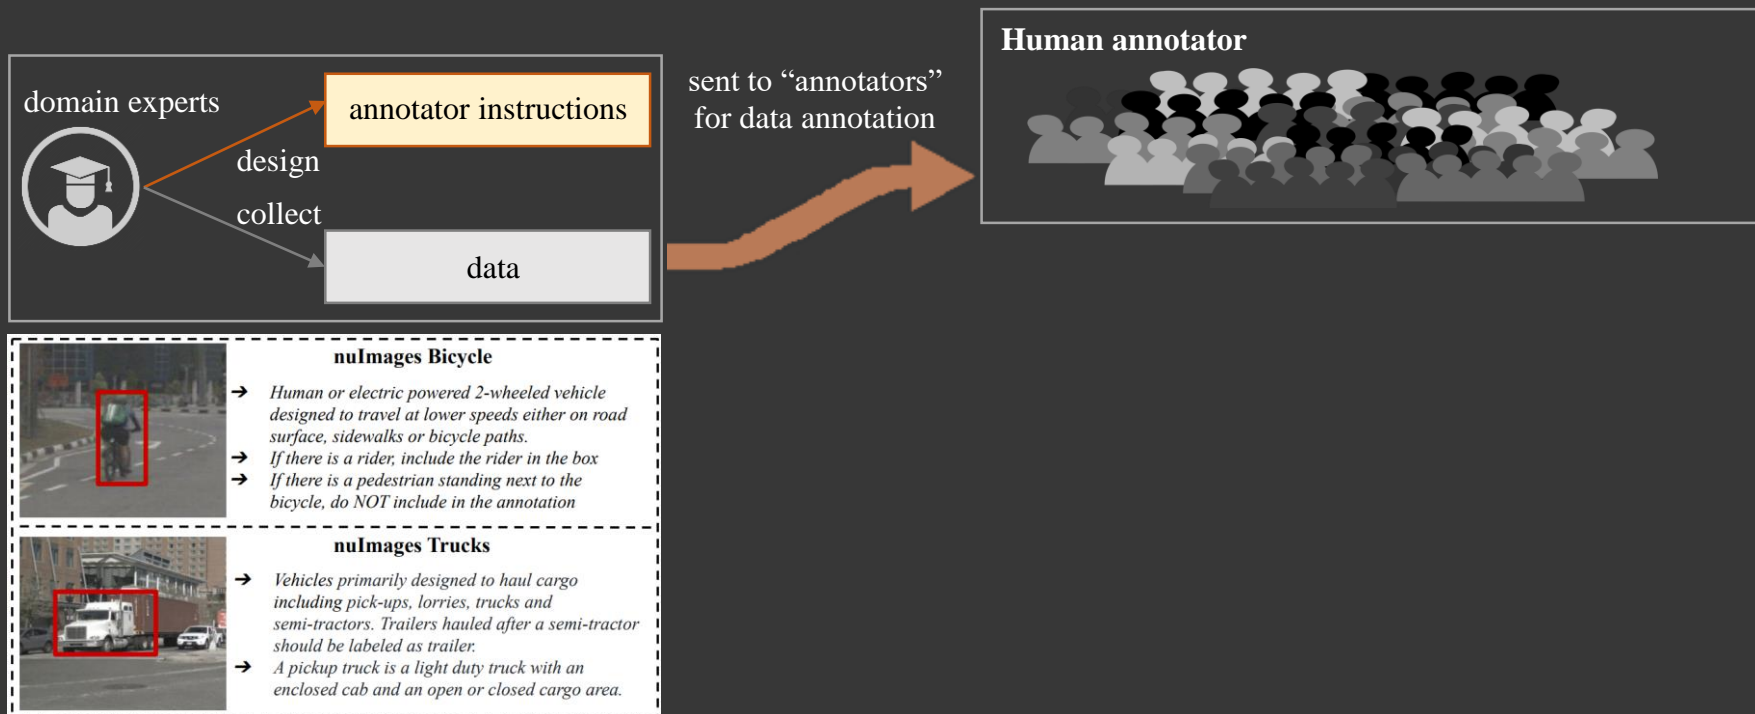 domain experts
annotator instructions
design
collect
data
sent to “annotators”
for data annotation
Human annotator
nuImages Bicycle
➔ Human or electric powered 2-wheeled vehicle
designed to travel at lower speeds either on road
surface, sidewalks or bicycle paths.
➔ If there is a rider, include the rider in the box
➔ If there is a pedestrian standing next to the
bicycle, do NOT include in the annotation
nuImages Trucks
➔ Vehicles primarily designed to haul cargo
including pick-ups, lorries, trucks and
semi-tractors. Trailers hauled after a semi-tractor
should be labeled as trailer.
➔ A pickup truck is a light duty truck with an
enclosed cab and an open or closed cargo area.